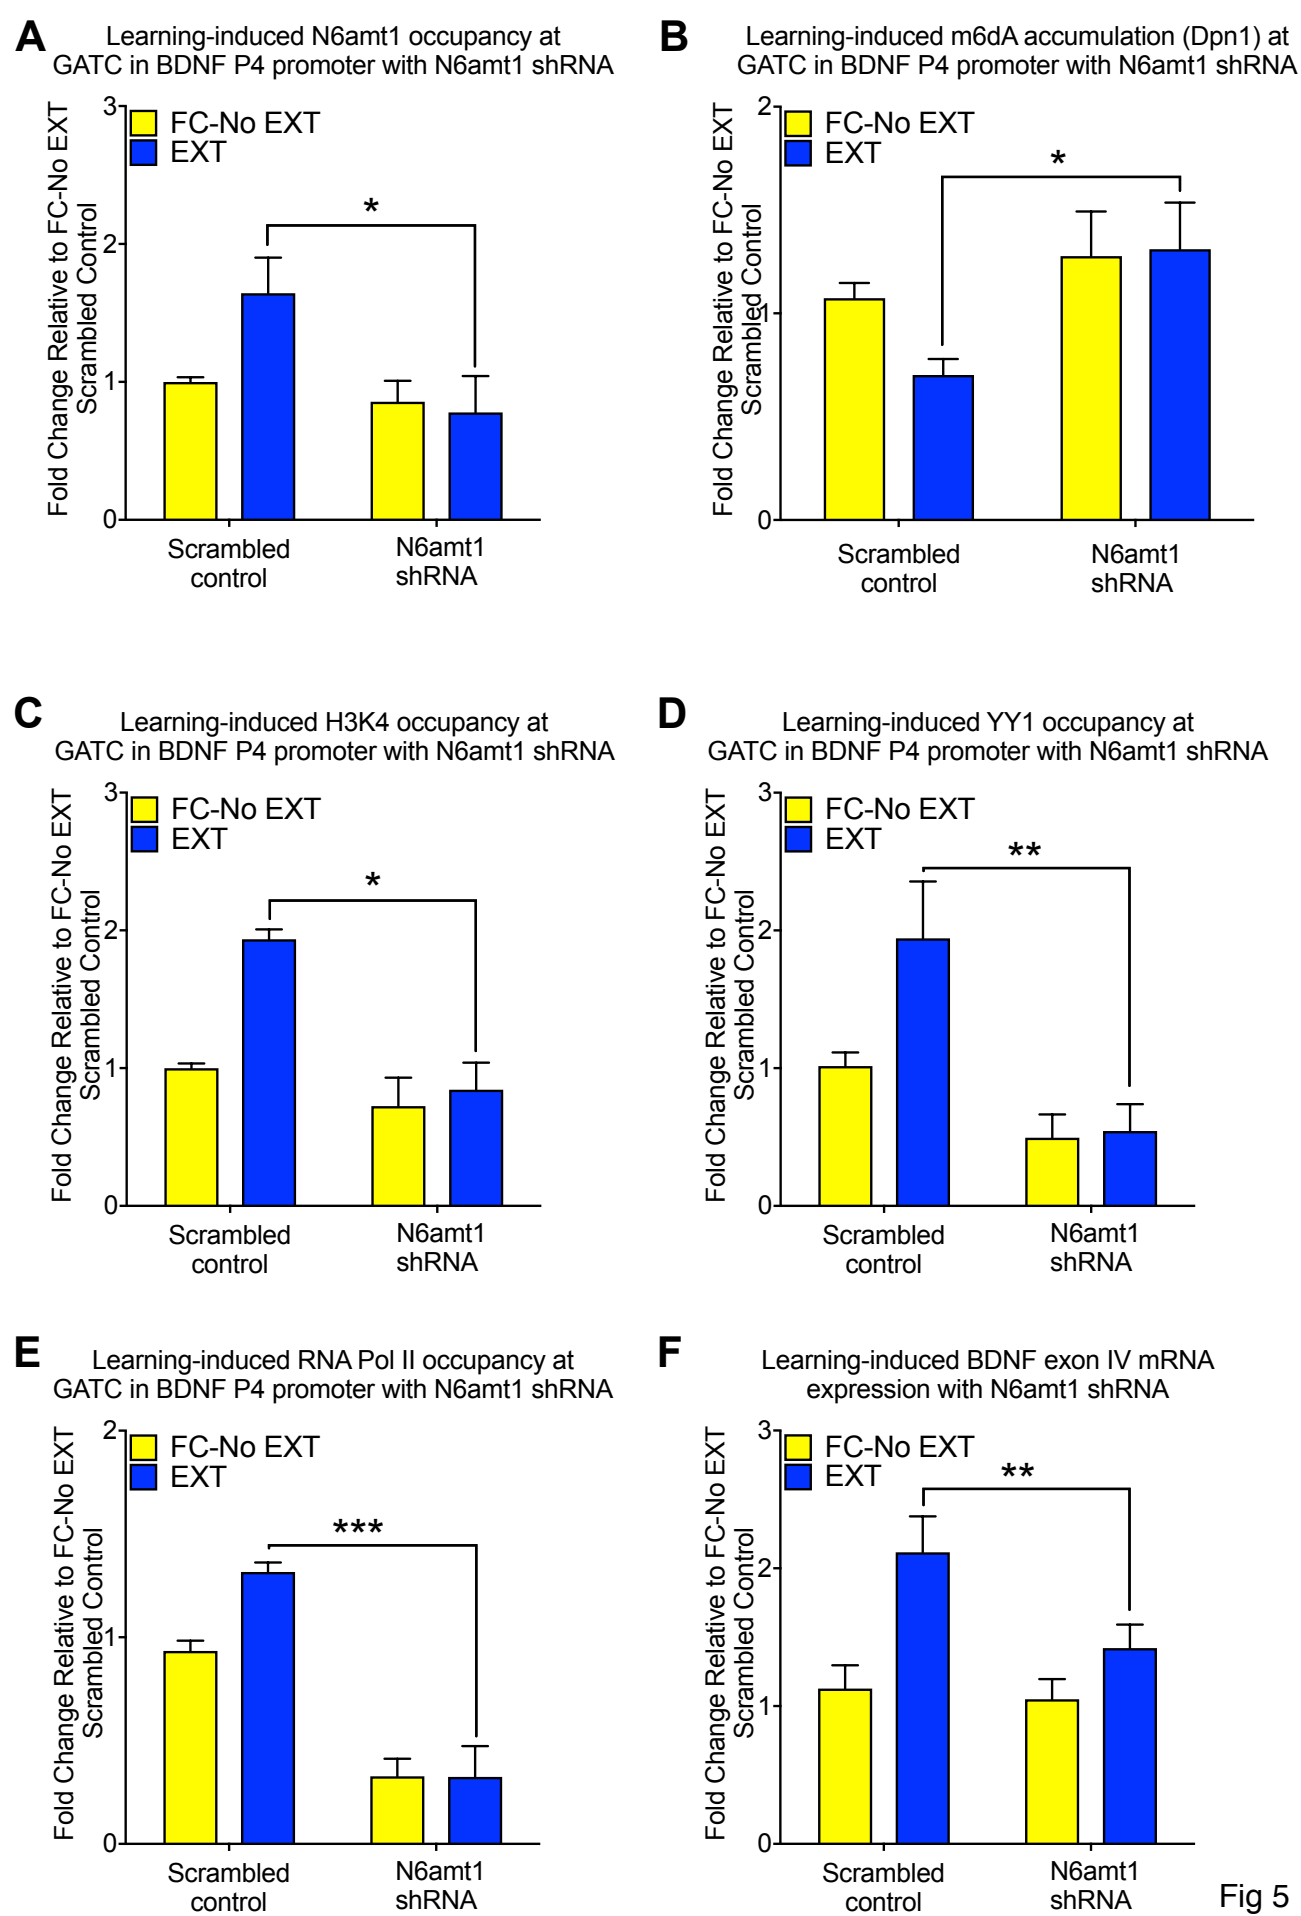 A
Learning-induced N6amt1 occupancy at
GATC in BDNF P4 promoter with N6amt1 shRNA
Fold Change Relative to FC-No EXT
Scrambled Control
3
2
1
0
FC-No EXT
EXT
*
Scrambled
control
N6amt1
shRNA
B
Learning-induced m6dA accumulation (Dpn1) at
GATC in BDNF P4 promoter with N6amt1 shRNA
Fold Change Relative to FC-No EXT
Scrambled Control
2
1
0
FC-No EXT
EXT
*
Scrambled
control
N6amt1
shRNA
C
Learning-induced H3K4 occupancy at
GATC in BDNF P4 promoter with N6amt1 shRNA
Fold Change Relative to FC-No EXT
Scrambled Control
3
2
1
0
FC-No EXT
EXT
*
Scrambled
control
N6amt1
shRNA
D
Learning-induced YY1 occupancy at
GATC in BDNF P4 promoter with N6amt1 shRNA
Fold Change Relative to FC-No EXT
Scrambled Control
3
2
1
0
FC-No EXT
EXT
**
Scrambled
control
N6amt1
shRNA
E
Learning-induced RNA Pol II occupancy at
GATC in BDNF P4 promoter with N6amt1 shRNA
Fold Change Relative to FC-No EXT
Scrambled Control
2
1
0
FC-No EXT
EXT
***
Scrambled
control
N6amt1
shRNA
F
Learning-induced BDNF exon IV mRNA
expression with N6amt1 shRNA
Fold Change Relative to FC-No EXT
Scrambled Control
3
2
1
0
FC-No EXT
EXT
**
Scrambled
control
N6amt1
shRNA
Fig 5